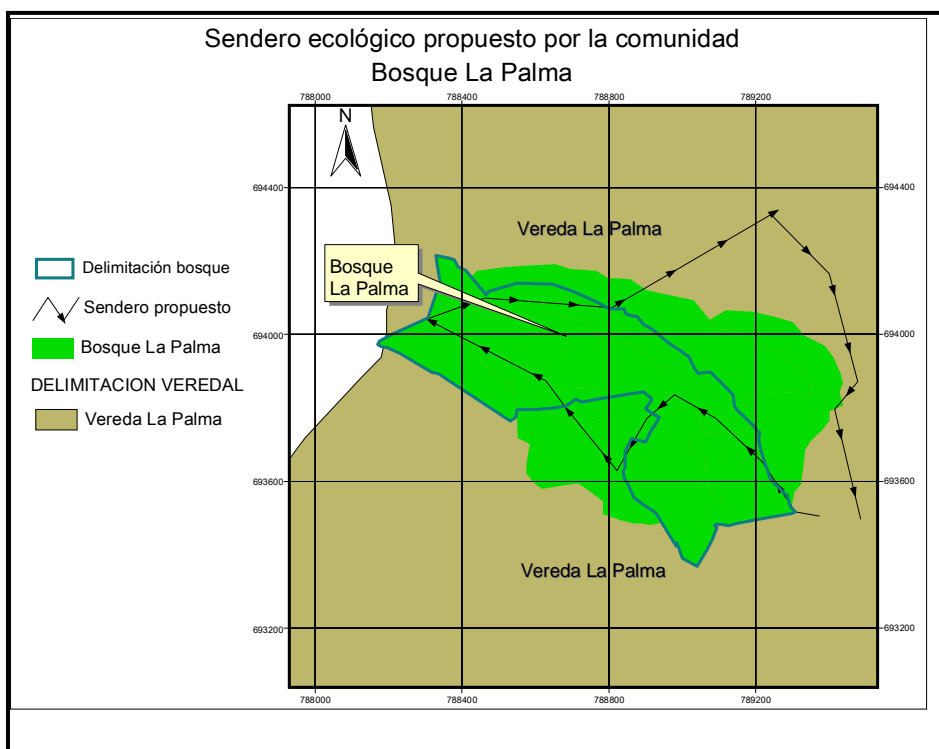 Sendero ecológico propuesto por la comunidad
Bosque La Palma
788000
788400
788800
789200
N
694400
694400
Vereda La Palma
Bosque
La Palma
Delimitación bosque
Sendero propuesto
Bosque La Palma
DELIMITACION VEREDAL
Vereda La Palma
694000
694000
693600
693600
Vereda La Palma
693200
693200
788000
788400
788800
789200